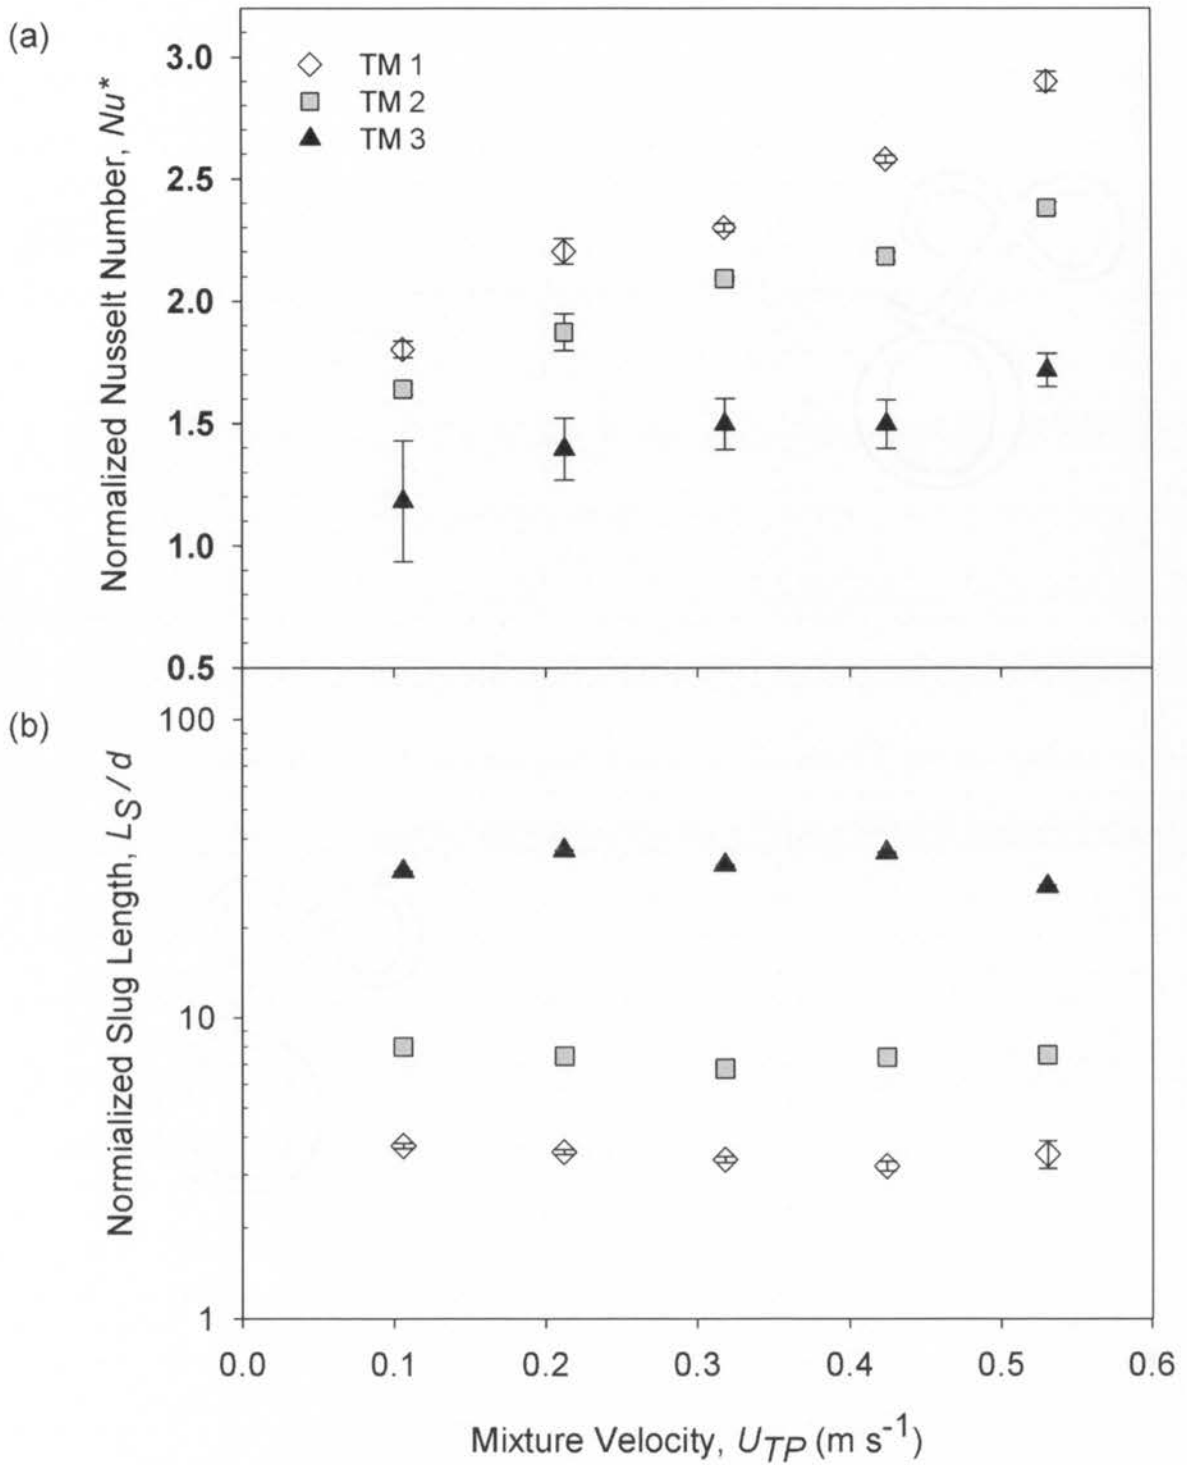 (a)
Normalized Nusselt Number, Nu*
3.0
2.5
2.0
1.5
1.0
0.5
TM 1
TM 2
TM 3
(b)
Normialized Slug Length, LS / d
100
10
1
0.0 0.1 0.2 0.3 0.4 0.5 0.6
Mixture Velocity, UTP (m s-1)